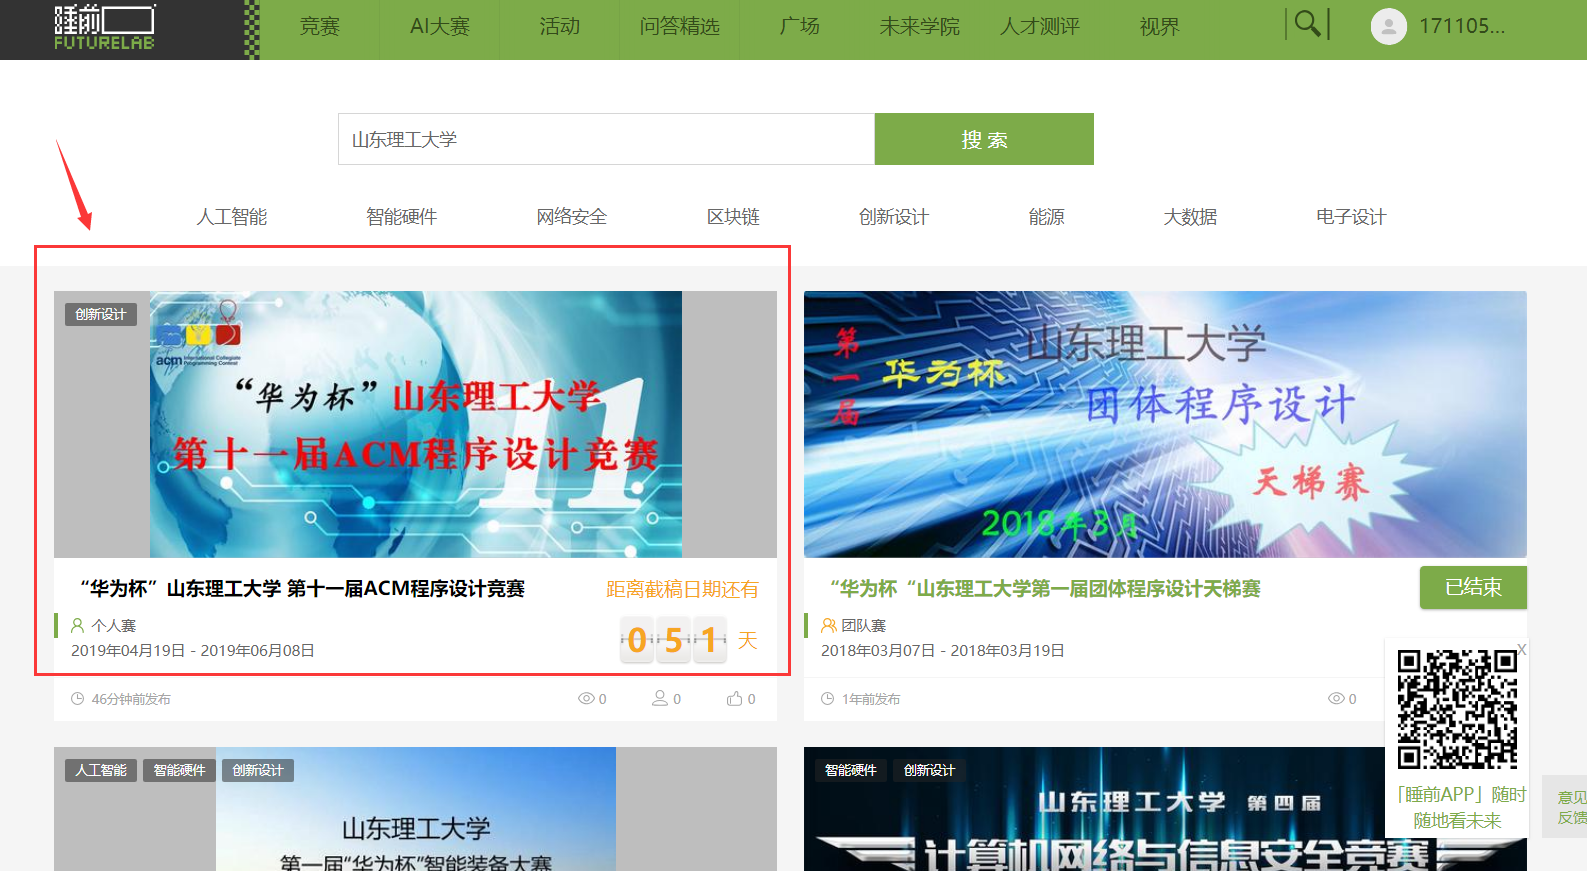 睡前
FUTURELAB
竞赛 AI大赛 活动 问答精选 广场 未来学院 人才测评 视界 171105...
山东理工大学 搜 索
人工智能 智能硬件 网络安全 区块链 创新设计 能源 大数据 电子设计
创新设计
acm International Collegiate
Programming Contest
“华为杯”山东理工大学
11
第十一届ACM程序设计竞赛
“华为杯”山东理工大学 第十一届ACM程序设计竞赛
距离截稿日期还有
个人赛
051 天
2019年04月19日 - 2019年06月08日
46分钟前发布 0 0 0
第一届
山东理工大学
华为杯
团体程序设计
天梯赛
2018年3月
“华为杯“山东理工大学第一届团体程序设计天梯赛
已结束
团队赛
2018年03月07日 - 2018年03月19日
1年前发布 0
X
「睡前APP」随时
随地看未来
意见
反馈
人工智能 智能硬件 创新设计
山东理工大学
第一届“华为杯”智能装备大赛
智能硬件 创新设计
山东理工大学 第四届
计算机网络与信息安全竞赛